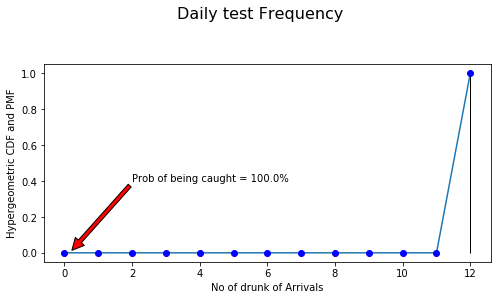 Daily test Frequency
Hypergeometric CDF and PMF
1.0
0.8
0.6
0.4
0.2
0.0
Prob of being caught = 100.0%
0 2 4 6 8 10 12
No of drunk of Arrivals